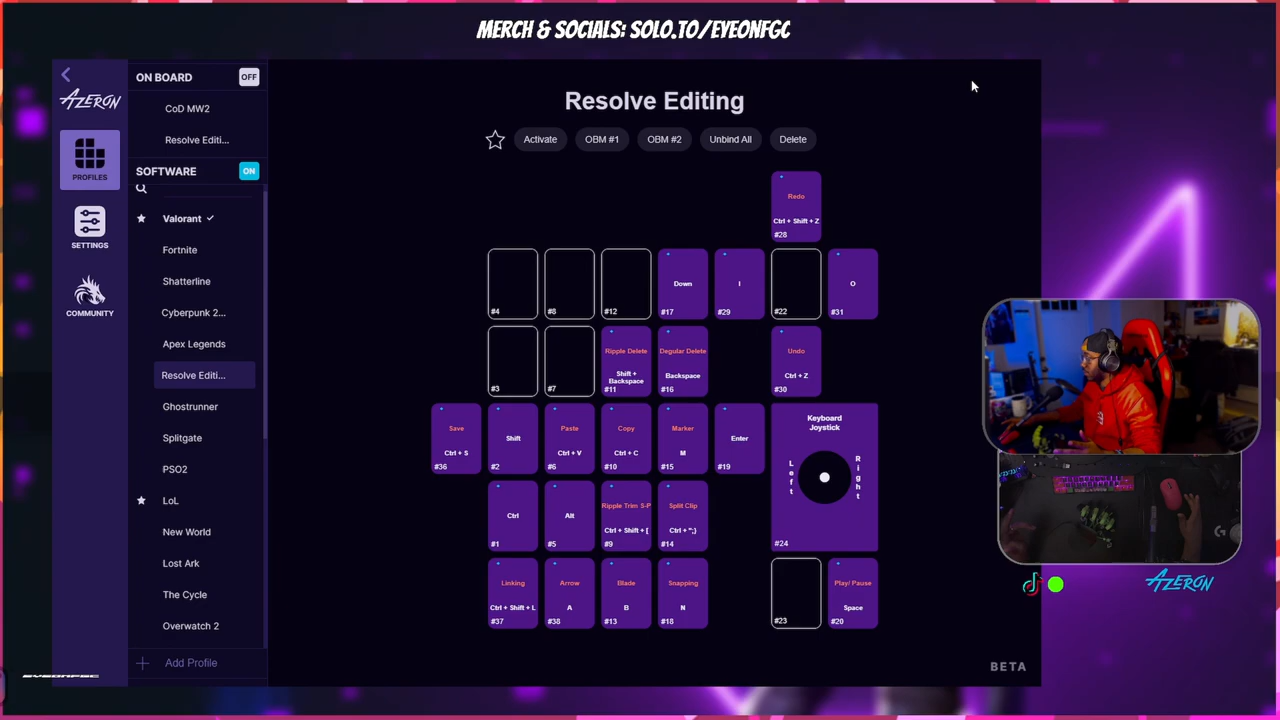 MERCH & SOCIALS: SOLO.TO/EYEONFGC
AZERON
PROFILES
SETTINGS
COMMUNITY
ON BOARD
OFF
CoD MW2
Resolve Editi...
SOFTWARE
ON
Valorant
Fortnite
Shatterline
Cyberpunk 2...
Apex Legends
Resolve Editi...
Ghostrunner
Splitgate
PSO2
LoL
New World
Lost Ark
The Cycle
Overwatch 2
Add Profile
Resolve Editing
Activate
OBM #1
OBM #2
Unbind All
Delete
Redo
Ctrl + Shift + Z
#28
#4
#8
#12
Down
#17
I
#29
#22
O
#31
#3
#7
Ripple Delete
Shift +
Backspace
#11
Degular Delete
Backspace
#16
Undo
Ctrl + Z
#30
Save
Ctrl + S
#36
Shift
#2
Paste
Ctrl + V
#6
Copy
Ctrl + C
#10
Marker
M
#15
Enter
#19
Keyboard
Joystick
Left
Right
#24
Ctrl
#1
Alt
#5
Ripple Trim S-P
Ctrl + Shift + [
#9
Split Clip
Ctrl + ";}
#14
Linking
Ctrl + Shift + L
#37
Arrow
A
#38
Blade
B
#13
Snapping
N
#18
#23
Play/ Pause
Space
#20
BETA
AZERON